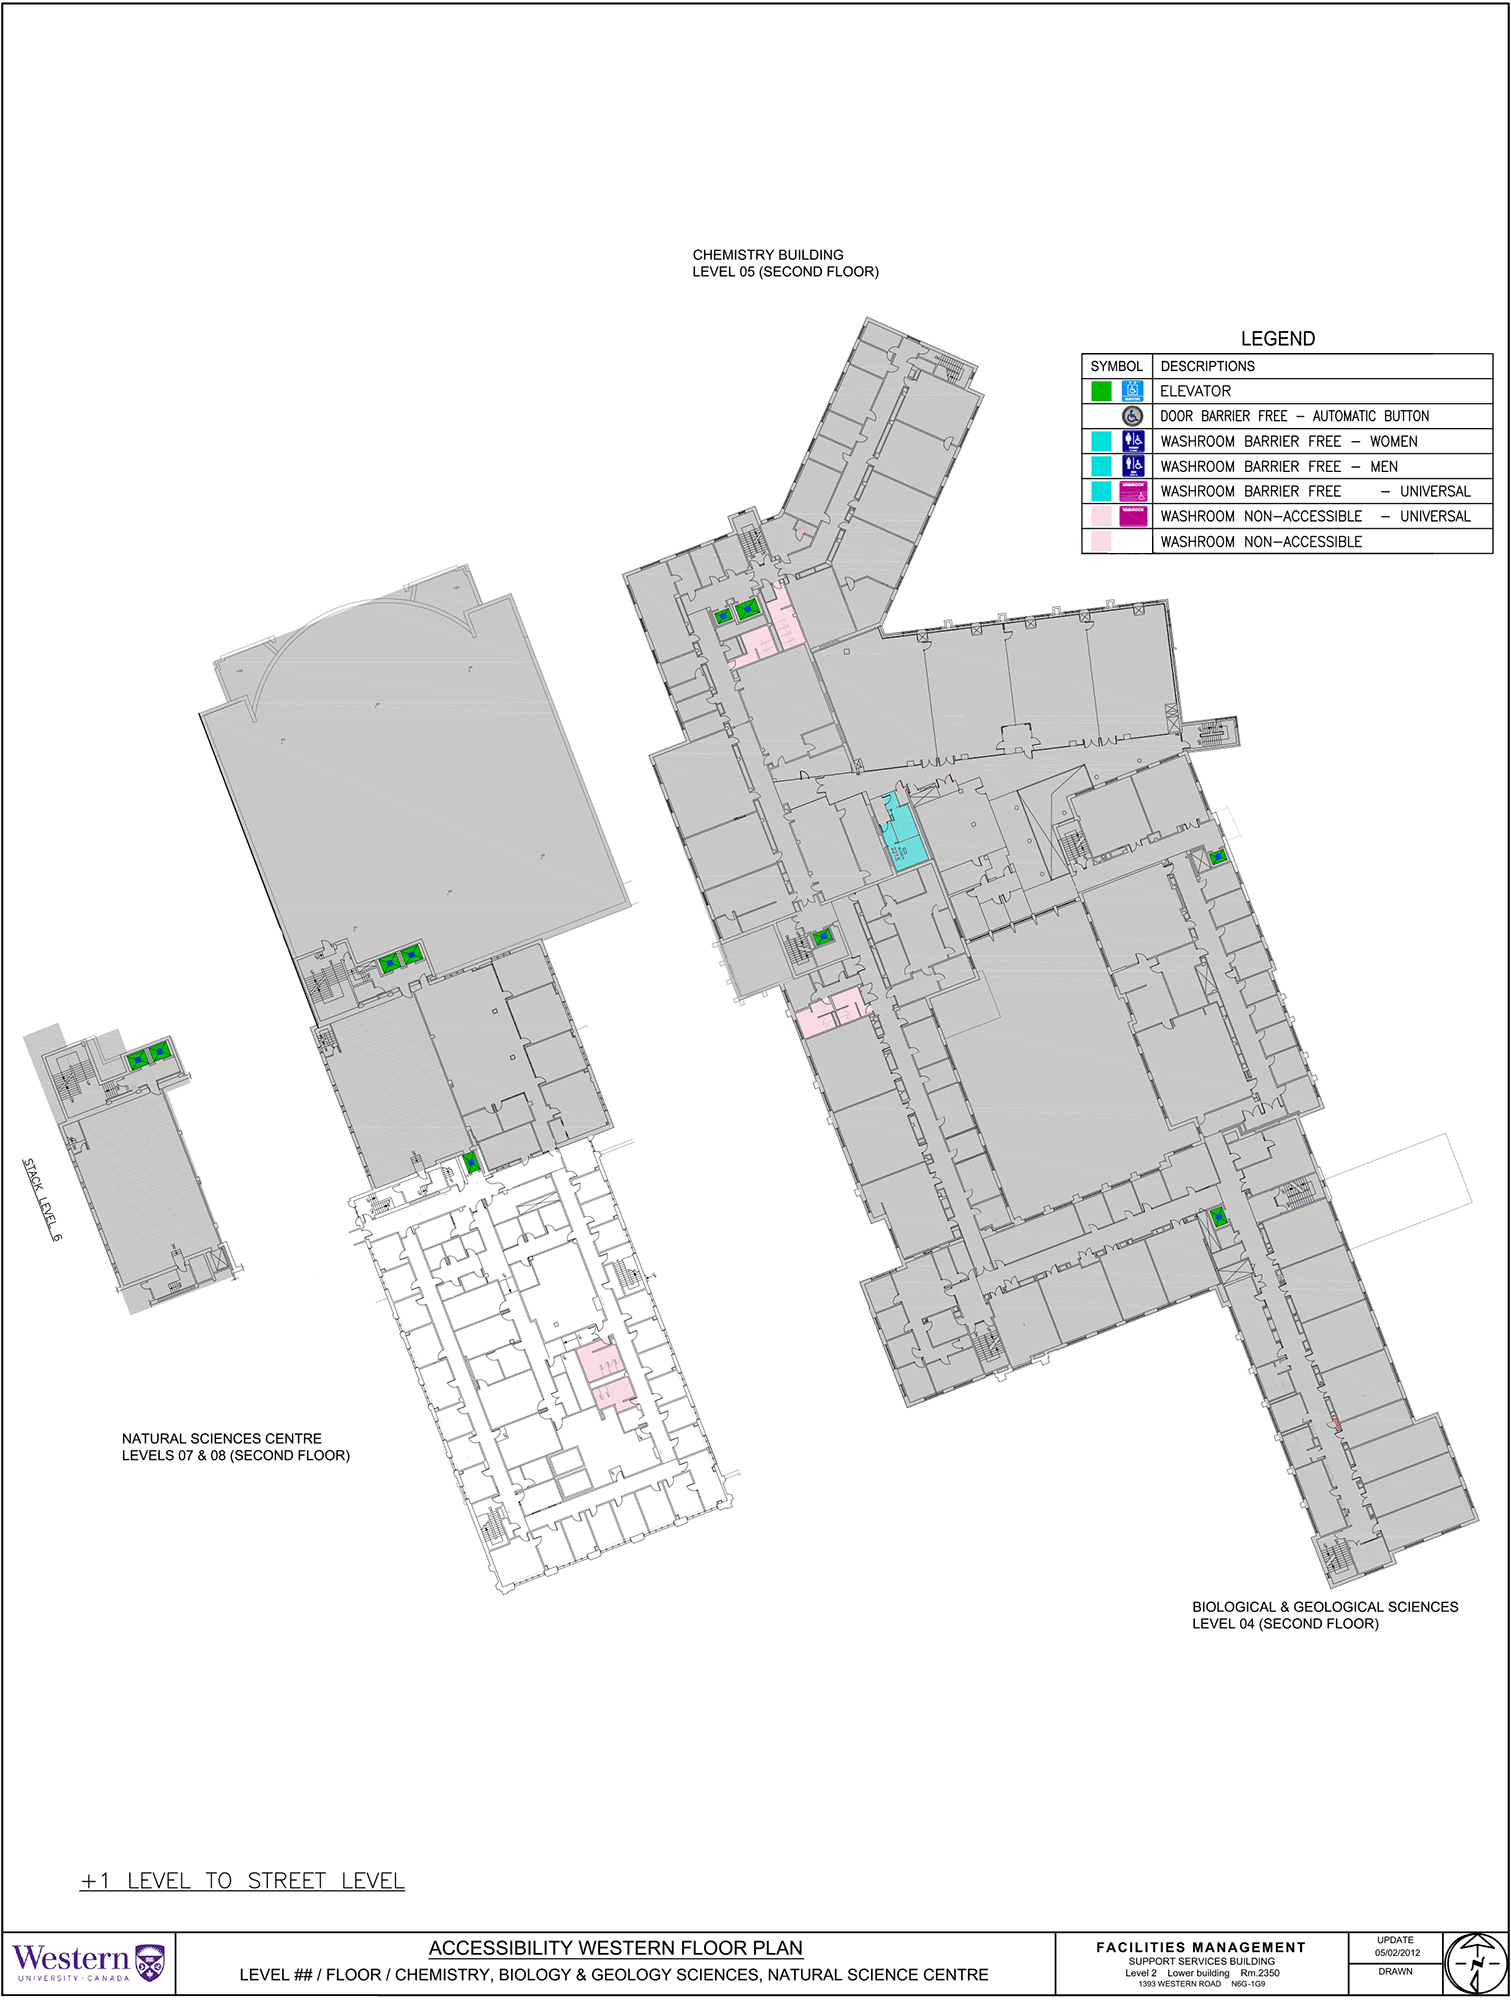 CHEMISTRY BUILDING
LEVEL 05 (SECOND FLOOR)
LEGEND
SYMBOL DESCRIPTIONS
ELEVATOR
DOOR BARRIER FREE - AUTOMATIC BUTTON
WASHROOM BARRIER FREE - WOMEN
WASHROOM BARRIER FREE - MEN
WASHROOM WASHROOM BARRIER FREE - UNIVERSAL
WASHROOM WASHROOM NON-ACCESSIBLE - UNIVERSAL
WASHROOM NON-ACCESSIBLE
2213
STACK LEVEL 6
NATURAL SCIENCES CENTRE
LEVELS 07 & 08 (SECOND FLOOR)
BIOLOGICAL & GEOLOGICAL SCIENCES
LEVEL 04 (SECOND FLOOR)
+1 LEVEL TO STREET LEVEL
Western
UNIVERSITY · CANADA
ACCESSIBILITY WESTERN FLOOR PLAN
LEVEL ## / FLOOR / CHEMISTRY, BIOLOGY & GEOLOGY SCIENCES, NATURAL SCIENCE CENTRE
FACILITIES MANAGEMENT
SUPPORT SERVICES BUILDING
Level 2 Lower building Rm.2350
1393 WESTERN ROAD N6G-1G9
UPDATE
05/02/2012
DRAWN
N